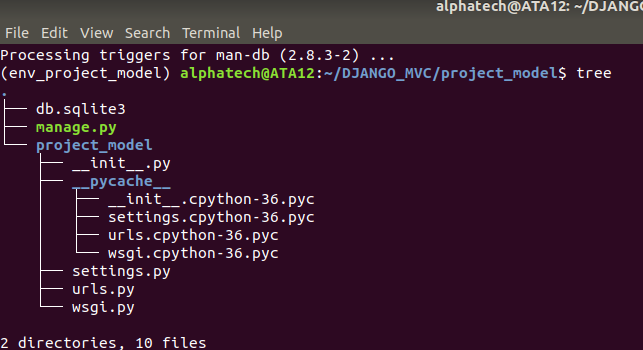 alphatech@ATA12: ~/DJANGO
File Edit View Search Terminal Help
Processing triggers for man-db (2.8.3-2) ...
(env_project_model) alphatech@ATA12:~/DJANGO_MVC/project_model$ tree
.
├── db.sqlite3
├── manage.py
└── project_model
    ├── __init__.py
    ├── __pycache__
    │   ├── __init__.cpython-36.pyc
    │   ├── settings.cpython-36.pyc
    │   ├── urls.cpython-36.pyc
    │   └── wsgi.cpython-36.pyc
    ├── settings.py
    ├── urls.py
    └── wsgi.py

2 directories, 10 files